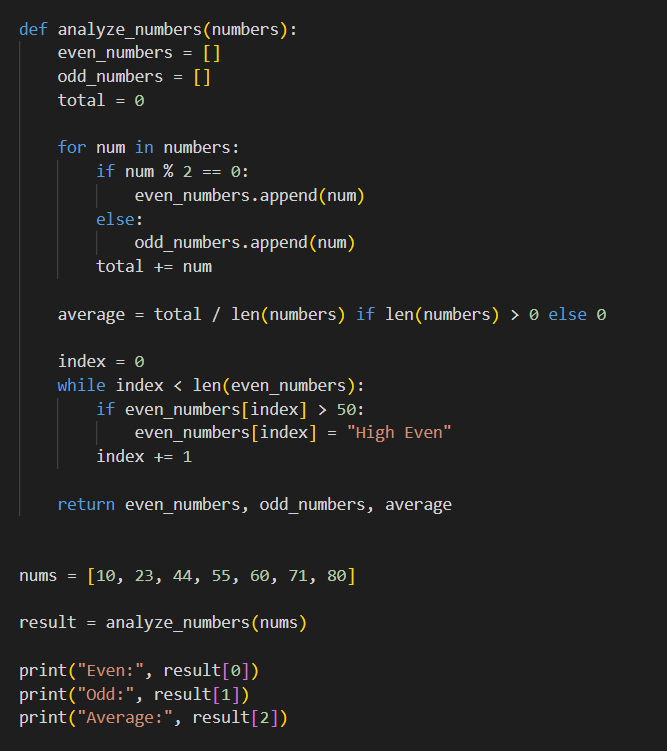 def analyze_numbers(numbers):
    even_numbers = []
    odd_numbers = []
    total = 0

    for num in numbers:
        if num % 2 == 0:
            even_numbers.append(num)
        else:
            odd_numbers.append(num)
        total += num

    average = total / len(numbers) if len(numbers) > 0 else 0

    index = 0
    while index < len(even_numbers):
        if even_numbers[index] > 50:
            even_numbers[index] = "High Even"
        index += 1

    return even_numbers, odd_numbers, average


nums = [10, 23, 44, 55, 60, 71, 80]

result = analyze_numbers(nums)

print("Even:", result[0])
print("Odd:", result[1])
print("Average:", result[2])